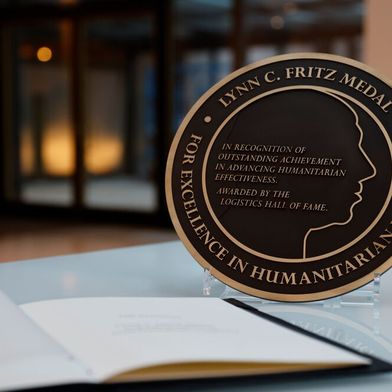 LYNN C. FRITZ MEDAL
FOR EXCELLENCE IN HUMANITARIAN
IN RECOGNITION OF
OUTSTANDING ACHIEVEMENT
IN ADVANCING HUMANITARIAN
EFFECTIVENESS.
AWARDED BY THE
LOGISTICS HALL OF FAME.